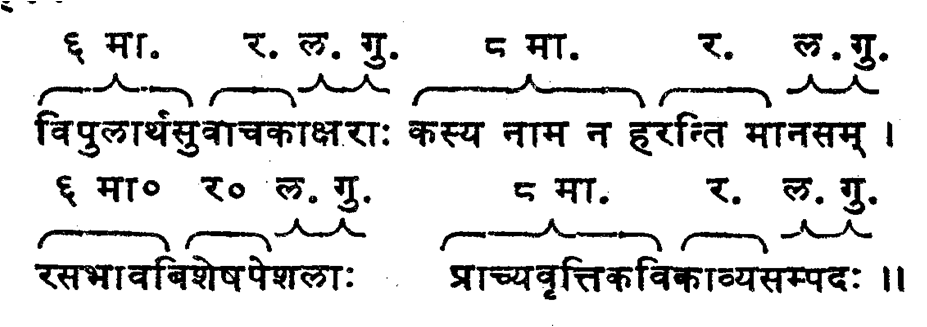 ६ मा. र. ल. गु. ८ मा. र. ल. गु.
विपुलार्थसुवाचकाक्षराः कस्य नाम न हरन्ति मानसम् ।
६ मा० र० ल. गु. ८ मा. र. ल. गु.
रसभावबिशेषपेशलाः प्राच्यवृत्तिकविकाव्यसम्पदः ॥